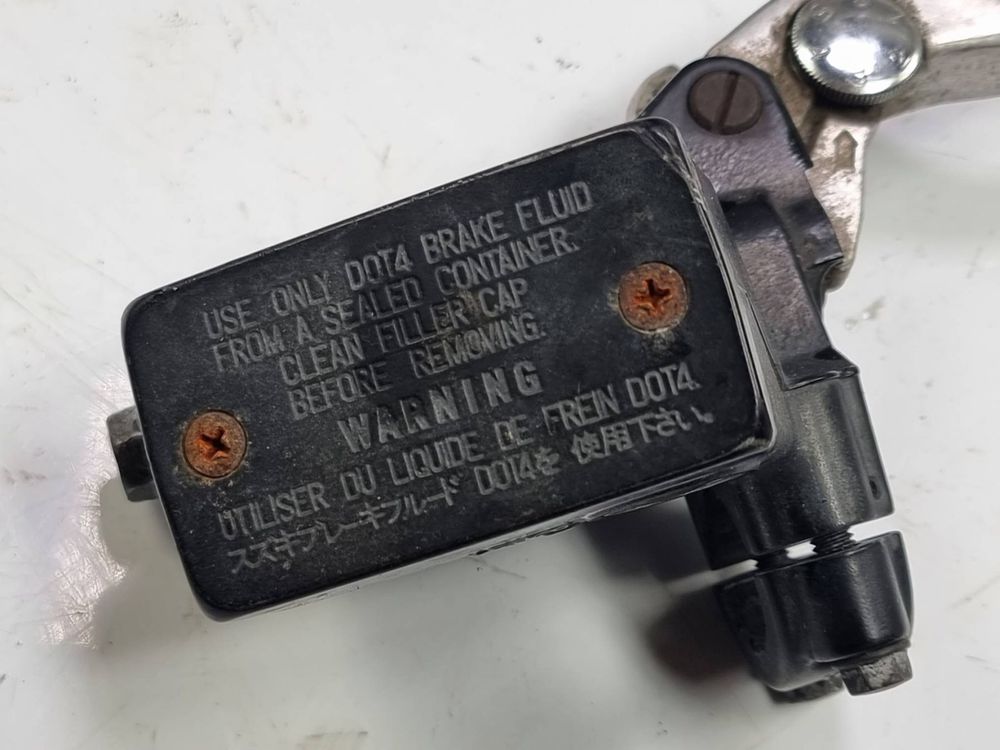 USE ONLY DOT4 BRAKE FLUID
FROM A SEALED CONTAINER.
CLEAN FILLER CAP
BEFORE REMOVING.
WARNING
UTILISER DU LIQUIDE DE FREIN DOT4.
スズキブレーキフルード DOT4を 使用下さい。